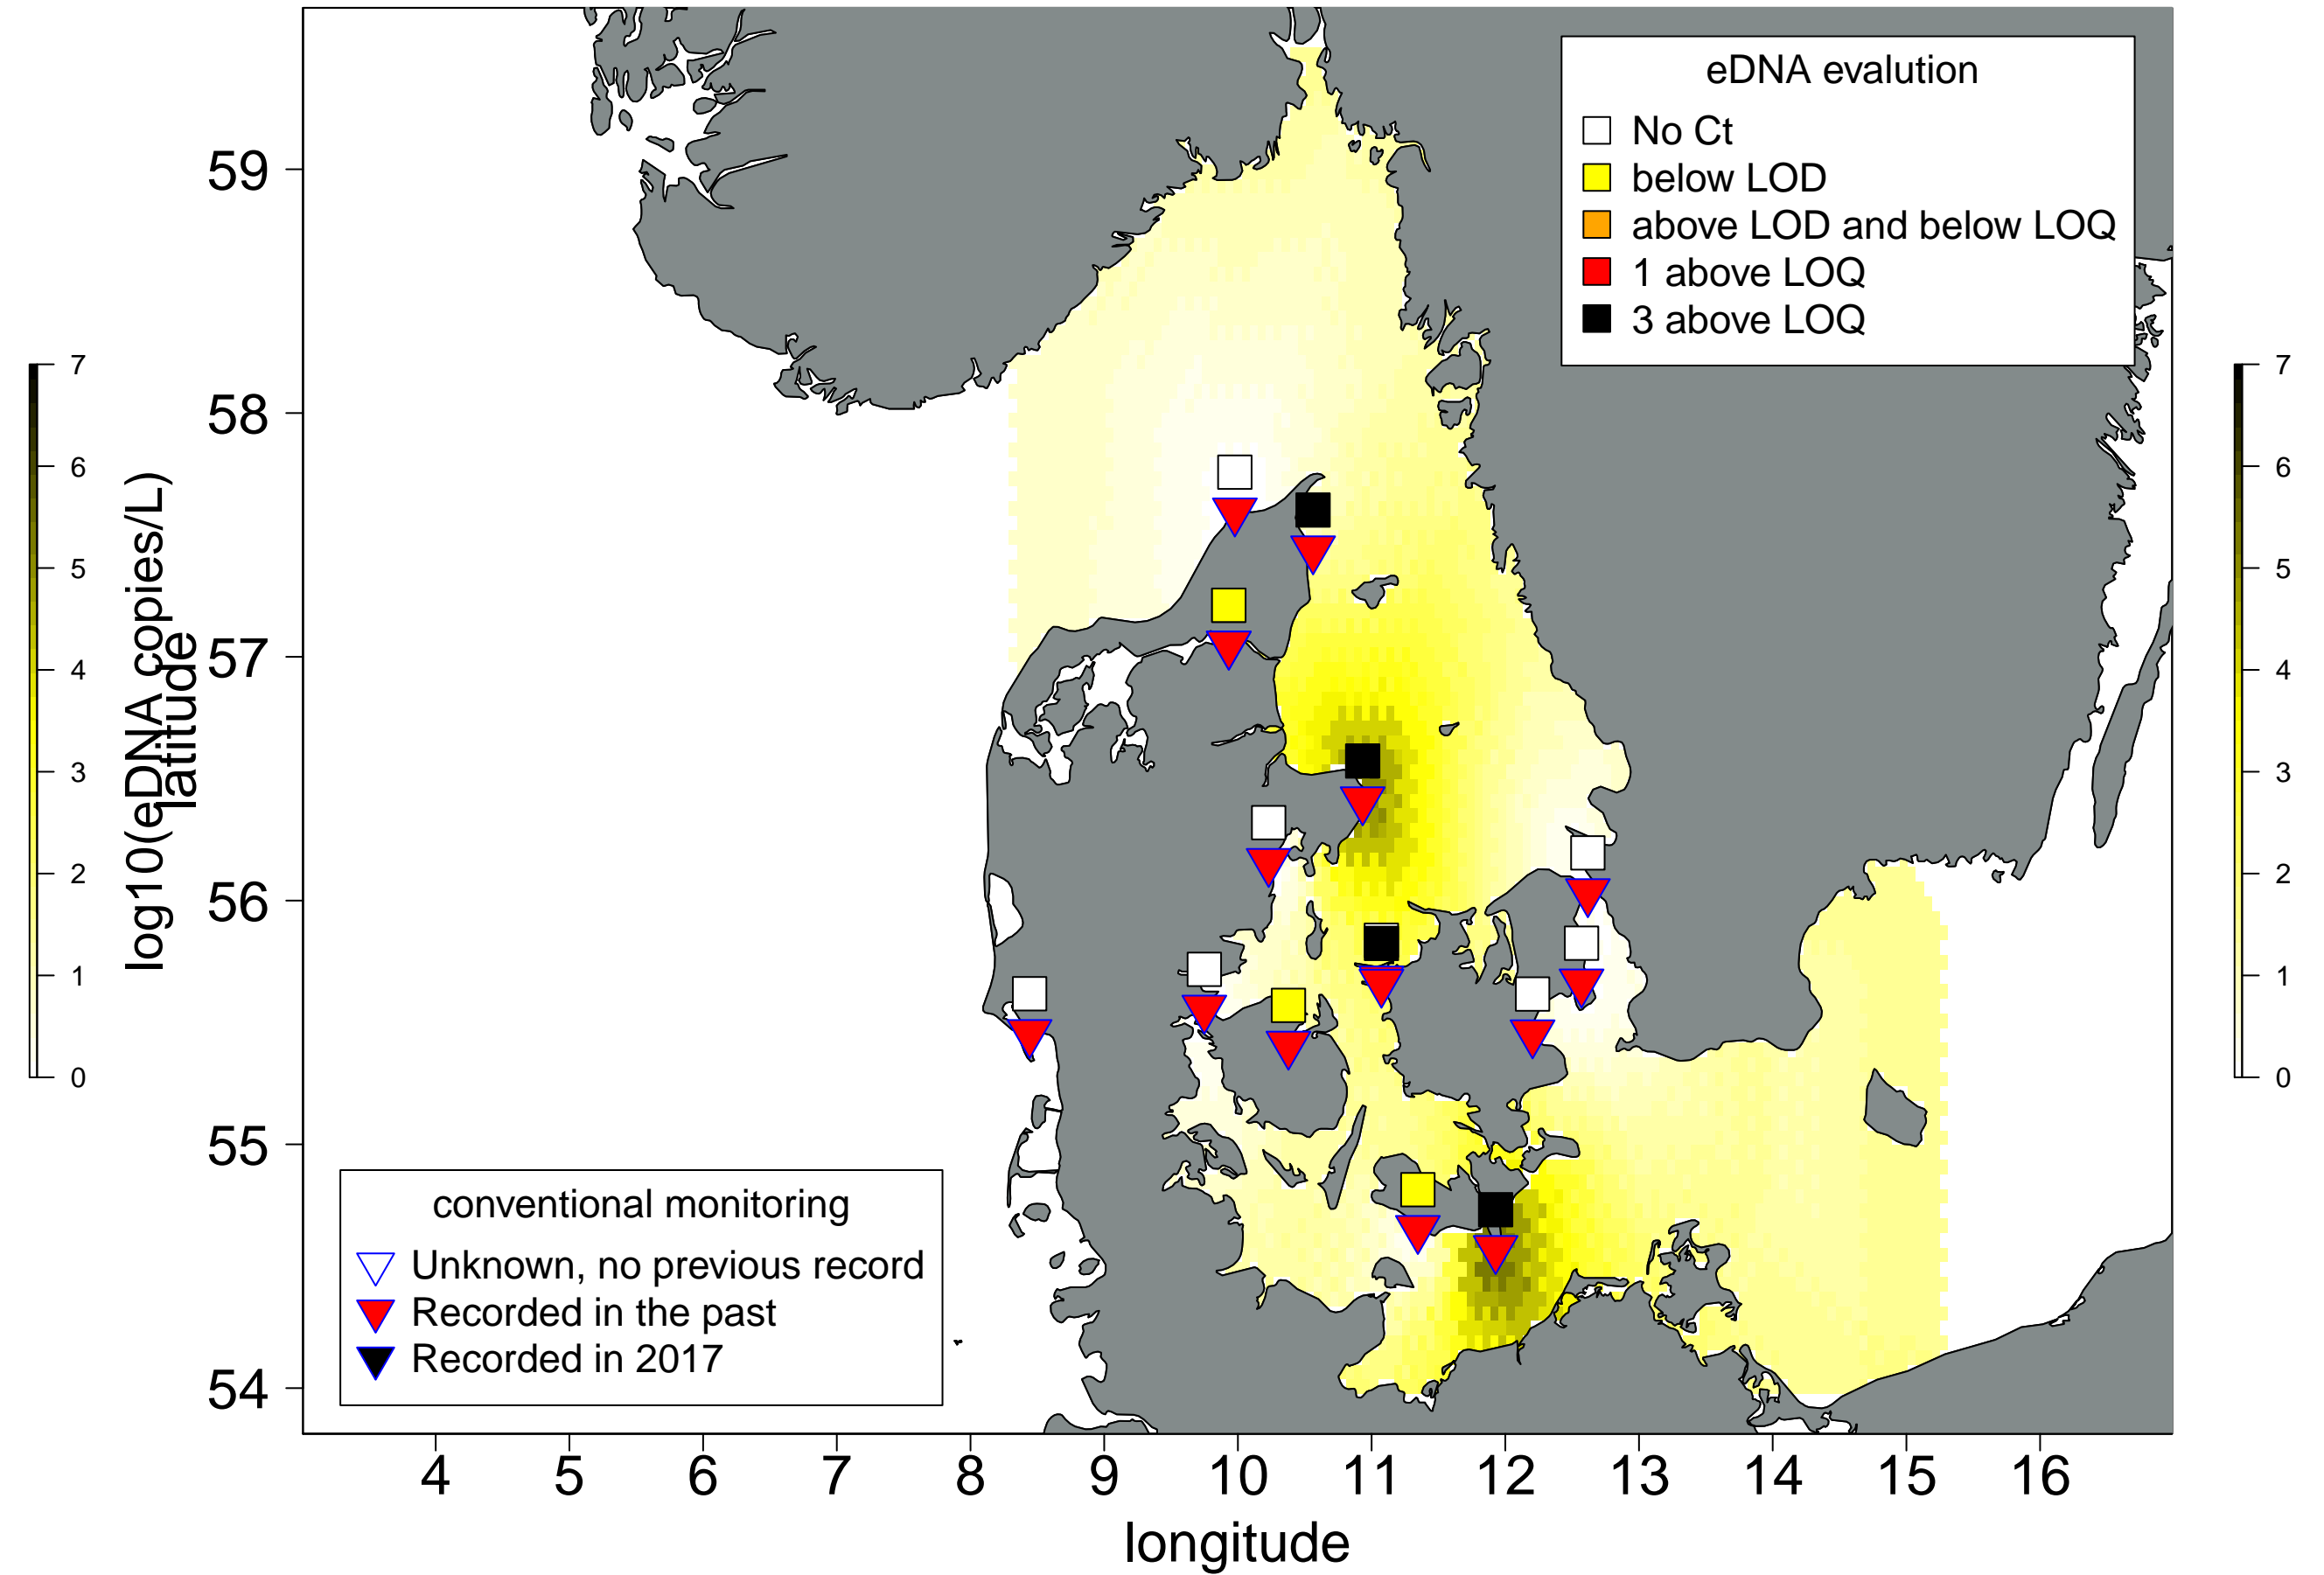 eDNA evalution
No Ct
below LOD
above LOD and below LOQ
1 above LOQ
3 above LOQ
59
58
57
56
55
54
latitude
log10(eDNA copies/L)
7
6
5
4
3
2
1
0
7
6
5
4
3
2
1
0
conventional monitoring
Unknown, no previous record
Recorded in the past
Recorded in 2017
4 5 6 7 8 9 10 11 12 13 14 15 16
longitude